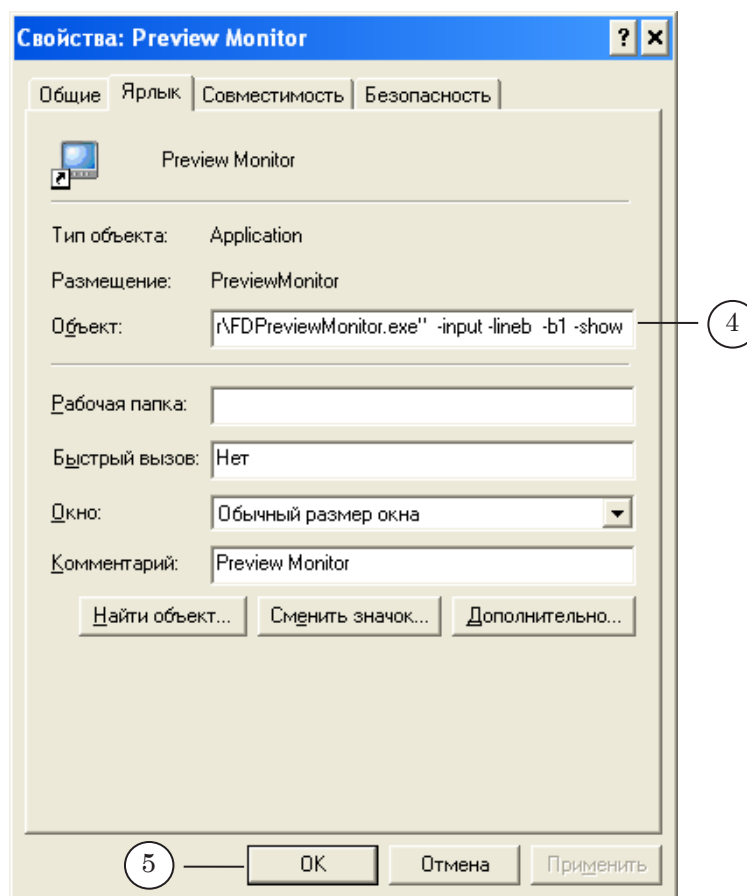 Свойства: Preview Monitor
Общие Ярлык Совместимость Безопасность
Preview Monitor
Тип объекта: Application
Размещение: PreviewMonitor
Объект: r\FDPreviewMonitor.exe" -input -lineb -b1 -show
4
Рабочая папка:
Быстрый вызов: Нет
Окно: Обычный размер окна
Комментарий: Preview Monitor
Найти объект... Сменить значок... Дополнительно...
5
OK Отмена Применить